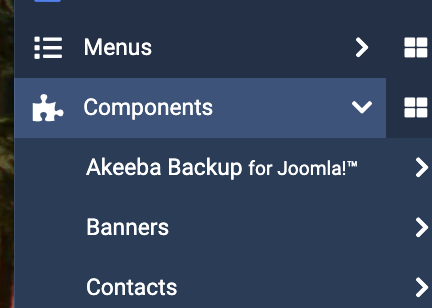 Menus
Components
Akeeba Backup for Joomla!™
Banners
Contacts